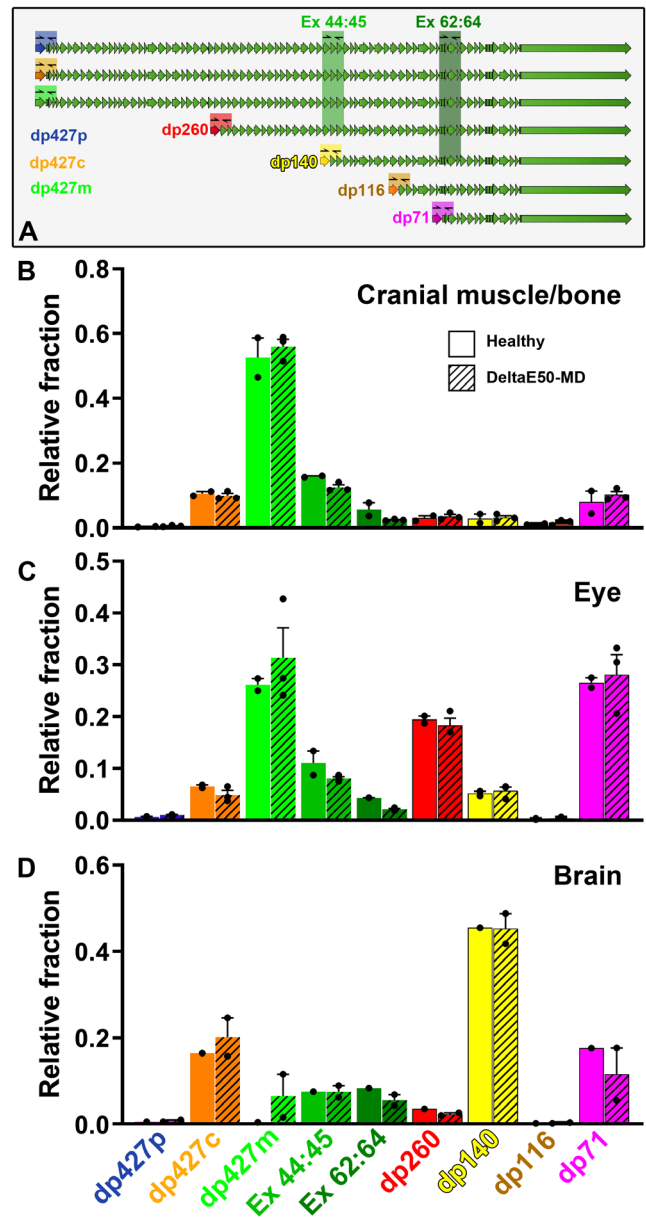 Ex 44:45 Ex 62:64
dp427p
dp427c
dp427m
dp260
dp140
dp116
dp71
A
B
Cranial muscle/bone
Healthy
DeltaE50-MD
Relative fraction
0.8
0.6
0.4
0.2
0.0
C
Eye
Relative fraction
0.5
0.4
0.3
0.2
0.1
0.0
D
Brain
Relative fraction
0.6
0.4
0.2
0.0
dp427p
dp427c
dp427m
Ex 44:45
Ex 62:64
dp260
dp140
dp116
dp71